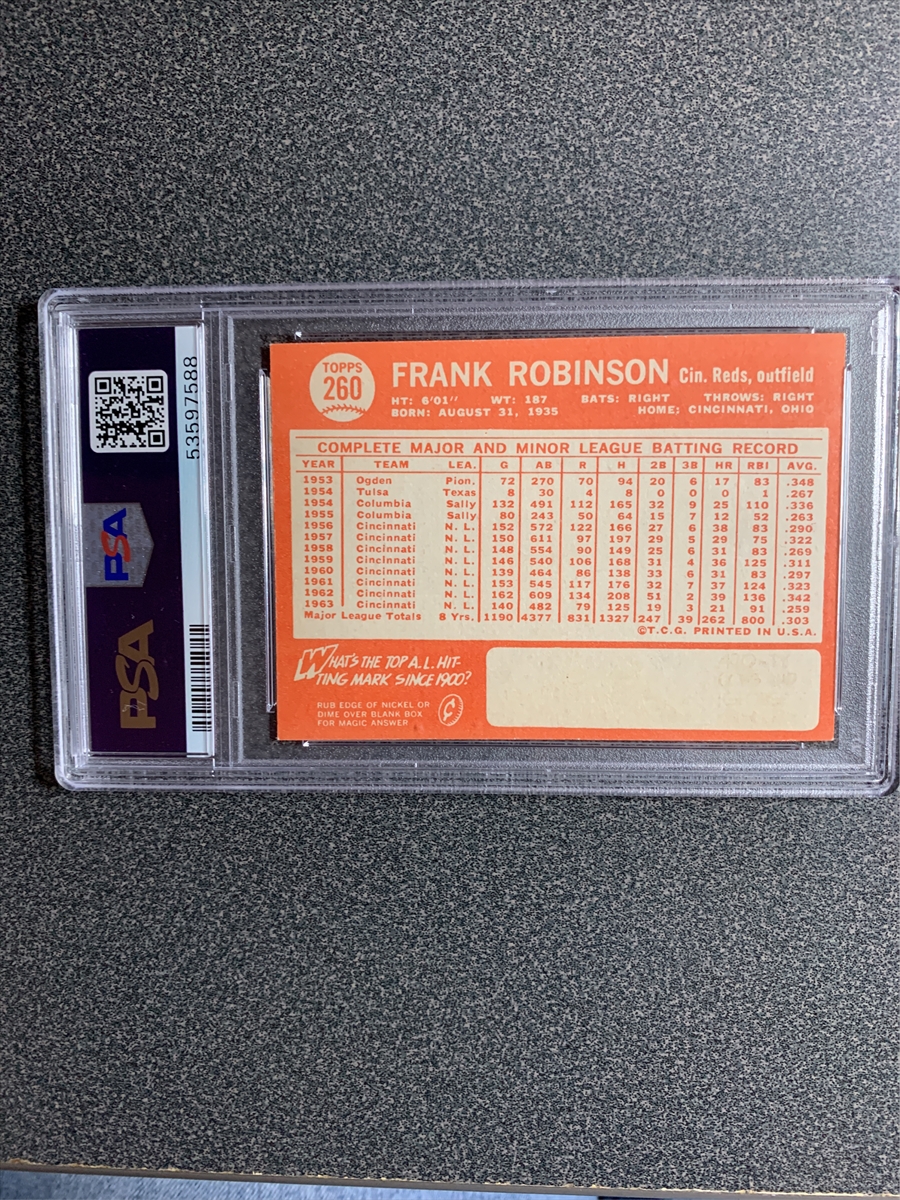 53597588
PSA
PSA
TOPPS
260
FRANK ROBINSON Cin. Reds, outfield
HT: 6'01" WT: 187 BATS: RIGHT THROWS: RIGHT
BORN: AUGUST 31, 1935 HOME: CINCINNATI, OHIO
COMPLETE MAJOR AND MINOR LEAGUE BATTING RECORD
YEAR TEAM LEA. G AB R H 2B 3B HR RBI AVG.
1953 Ogden Pion. 72 270 70 94 20 6 17 83 .348
1954 Tulsa Texas 8 30 4 8 0 0 0 1 .267
1954 Columbia Sally 132 491 112 165 32 9 25 110 .336
1955 Columbia Sally 80 243 50 64 15 7 12 52 .263
1956 Cincinnati N. L. 152 572 122 166 27 6 38 83 .290
1957 Cincinnati N. L. 150 611 97 197 29 5 29 75 .322
1958 Cincinnati N. L. 148 554 90 149 25 6 31 83 .269
1959 Cincinnati N. L. 146 540 106 168 31 4 36 125 .311
1960 Cincinnati N. L. 139 464 86 138 33 6 31 83 .297
1961 Cincinnati N. L. 153 545 117 176 32 7 37 124 .323
1962 Cincinnati N. L. 162 609 134 208 51 2 39 136 .342
1963 Cincinnati N. L. 140 482 79 125 19 3 21 91 .259
Major League Totals 8 Yrs. 1190 4377 831 1327 247 39 262 800 .303
©T.C.G. PRINTED IN U.S.A.
WHAT'S THE TOP A.L. HIT-
TING MARK SINCE 1900?
RUB EDGE OF NICKEL OR
DIME OVER BLANK BOX
FOR MAGIC ANSWER